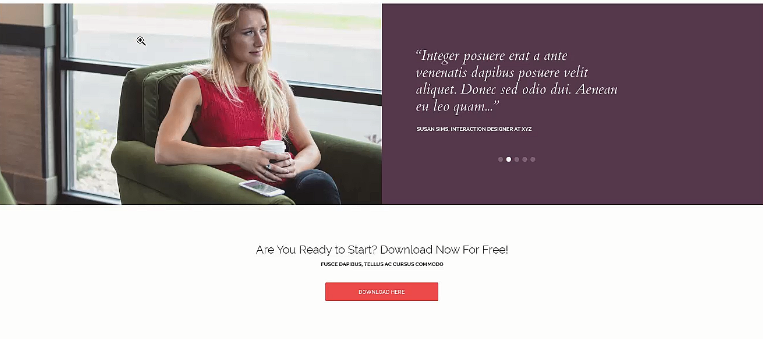 “Integer posuere erat a ante
venenatis dapibus posuere velit
aliquet. Donec sed odio dui. Aenean
eu leo quam...”
SUSAN SIMS, INTERACTION DESIGNER AT XYZ
Are You Ready to Start? Download Now For Free!
FUSCE DAPIBUS, TELLUS AC CURSUS COMMODO
DOWNLOAD HERE